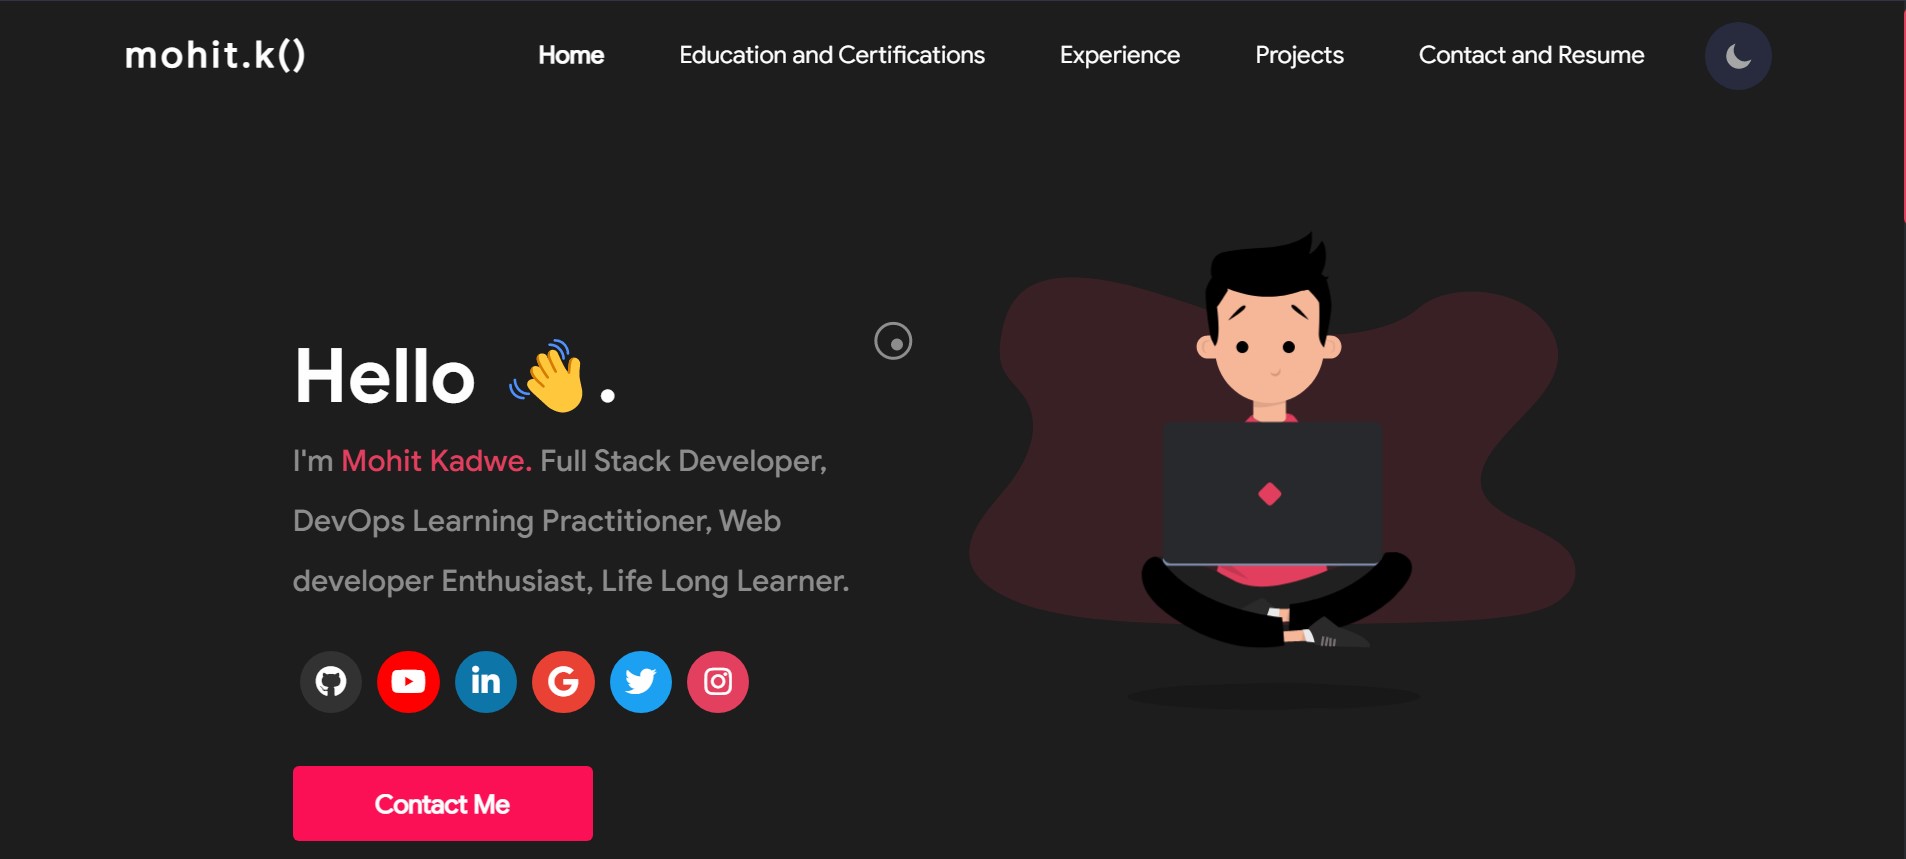 mohit.k()
Home
Education and Certifications
Experience
Projects
Contact and Resume
Hello 👋.
I'm Mohit Kadwe. Full Stack Developer,
DevOps Learning Practitioner, Web
developer Enthusiast, Life Long Learner.
Contact Me